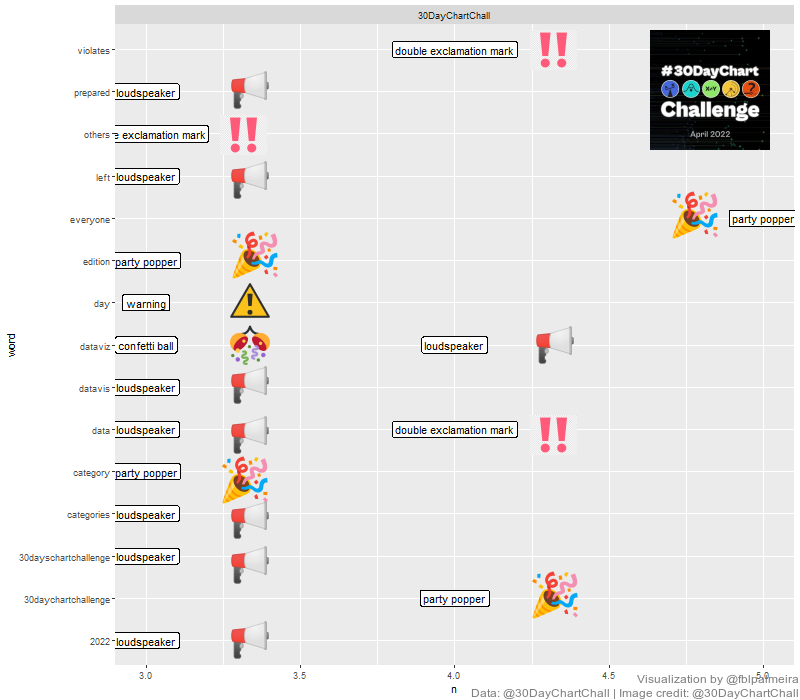 30DayChartChall
violates
double exclamation mark
#30DayChart
X=Y
Challenge
April 2022
prepared
loudspeaker
others
e exclamation mark
left
loudspeaker
everyone
party popper
edition
party popper
day
warning
dataviz
confetti ball
loudspeaker
datavis
loudspeaker
data
loudspeaker
double exclamation mark
category
party popper
categories
loudspeaker
30dayschartchallenge
loudspeaker
30daychartchallenge
party popper
2022
loudspeaker
word
3.0 3.5 4.0 4.5 5.0
n
Visualization by @fblpalmeira
Data: @30DayChartChall | Image credit: @30DayChartChall